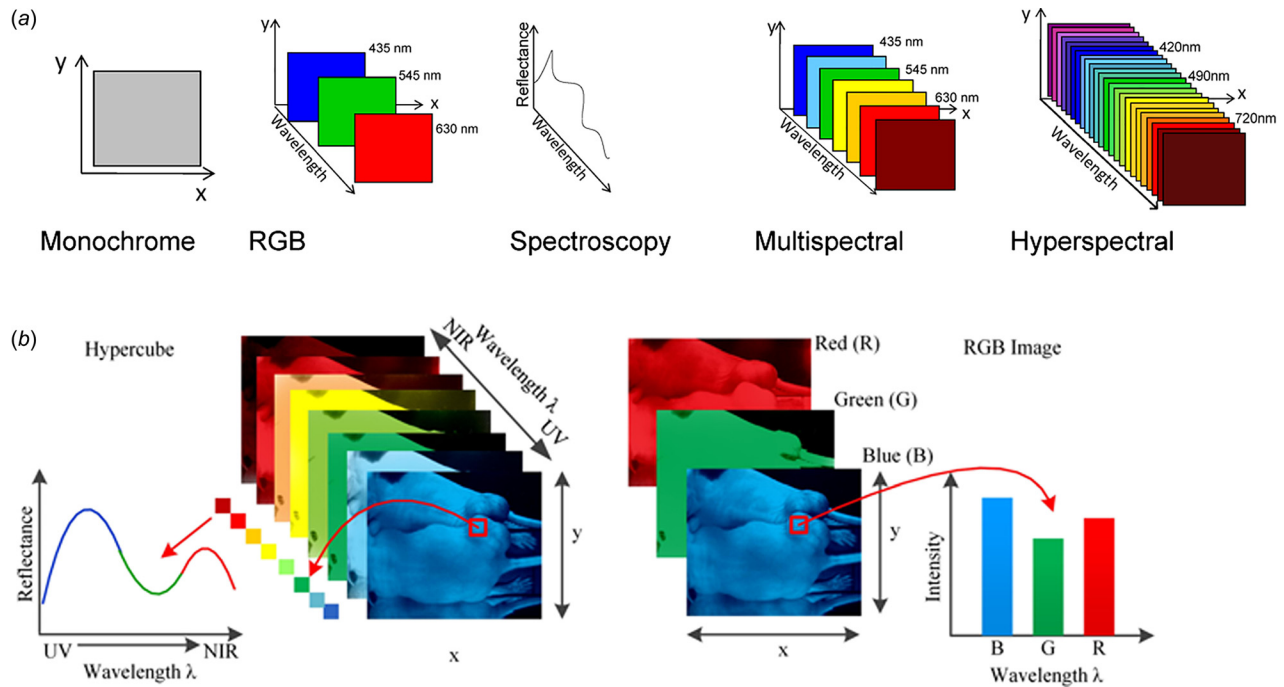 (a)
y
x
Monochrome
y
435 nm
545 nm
x
630 nm
Wavelength
RGB
Reflectance
Wavelength
Spectroscopy
y
435 nm
545 nm
630 nm
x
Wavelength
Multispectral
y
420nm
490nm
x
720nm
Wavelength
Hyperspectral
(b)
Hypercube
NIR
Wavelength λ
UV
y
x
Reflectance
UV
NIR
Wavelength λ
Red (R)
Green (G)
Blue (B)
y
x
RGB Image
Intensity
B G R
Wavelength λ